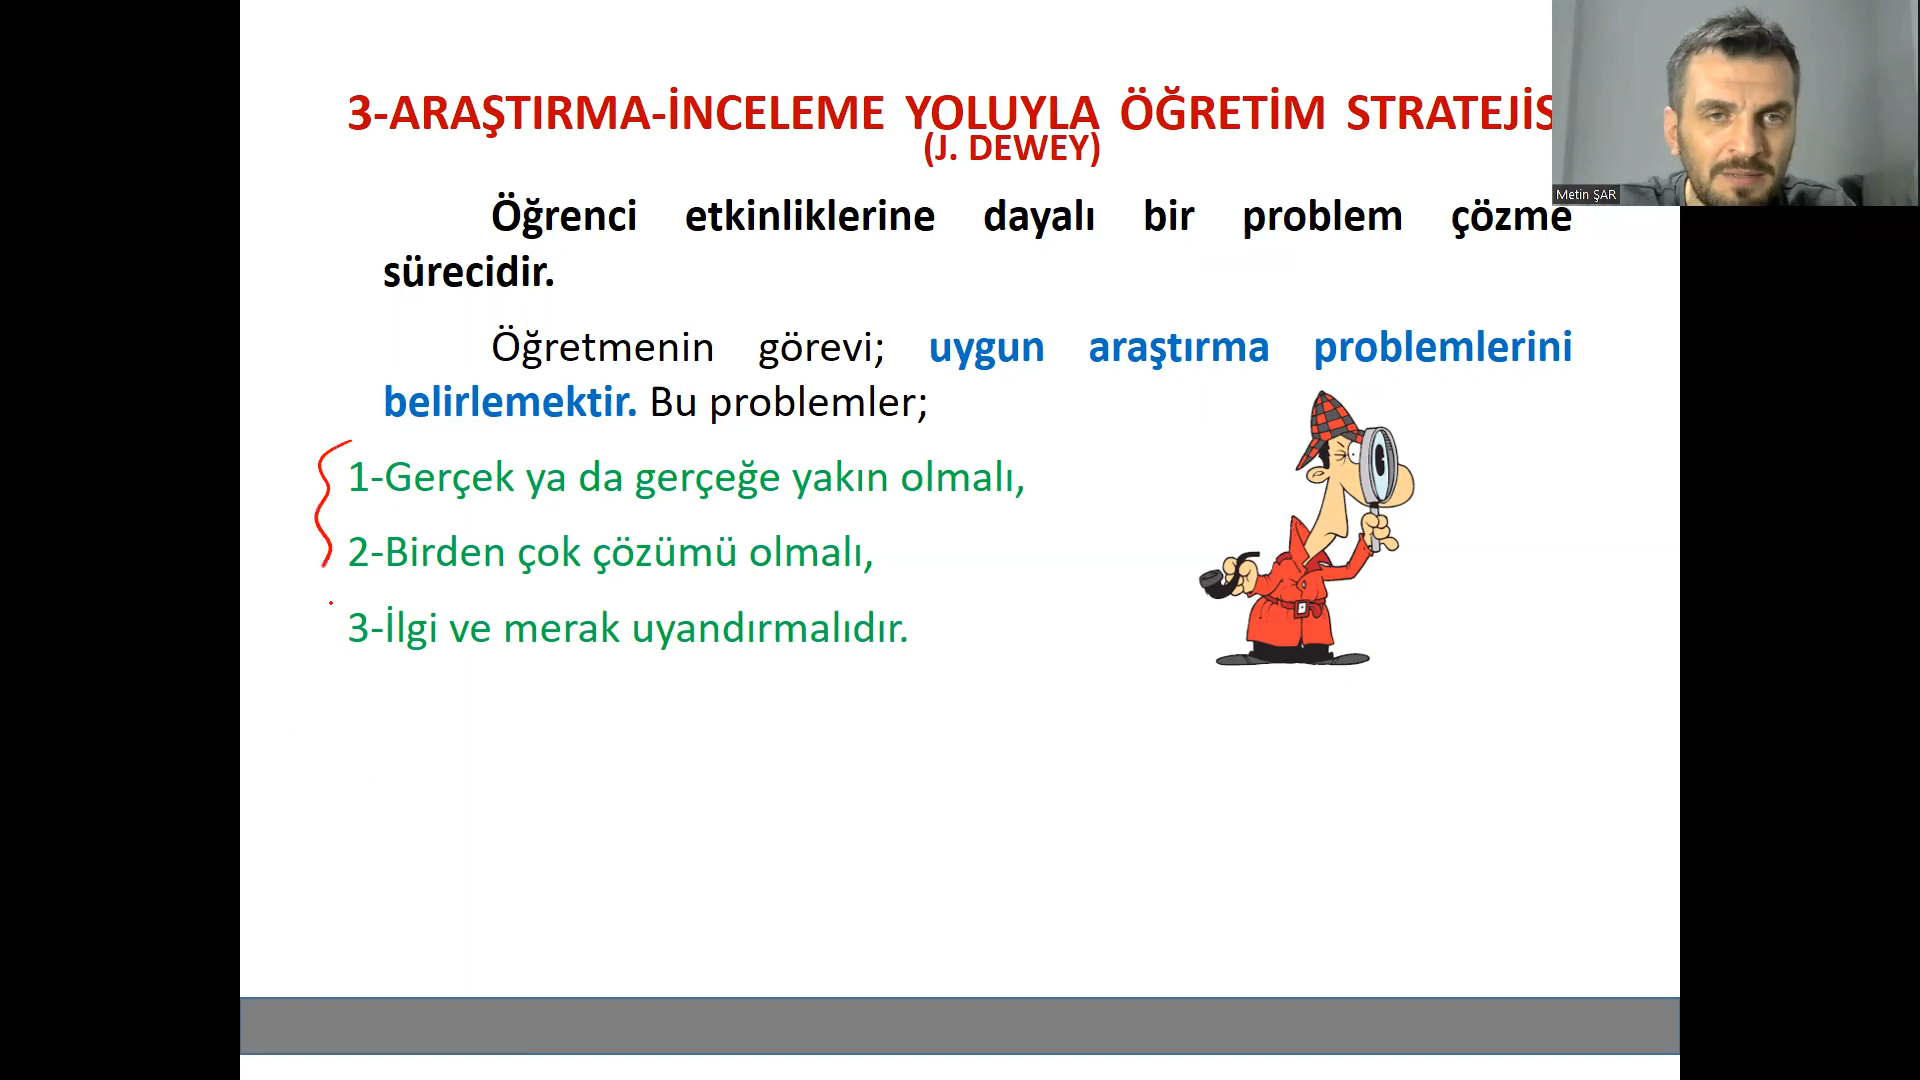 3-ARAŞTIRMA-İNCELEME YOLUYLA ÖĞRETİM STRATEJİS
(J. DEWEY)
Metin ŞAR
Öğrenci etkinliklerine dayalı bir problem çözme
sürecidir.
Öğretmenin görevi; uygun araştırma problemlerini
belirlemektir. Bu problemler;
1-Gerçek ya da gerçeğe yakın olmalı,
2-Birden çok çözümü olmalı,
3-İlgi ve merak uyandırmalıdır.